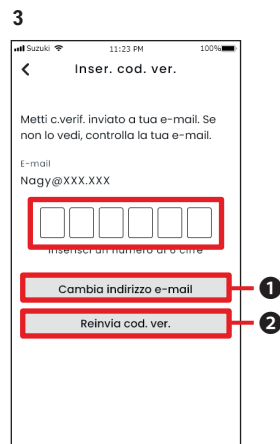 3
Suzuki 11:23 PM 100%
Inser. cod. ver.
Metti c.verif. inviato a tua e-mail. Se
non lo vedi, controlla la tua e-mail.
E-mail
Nagy@XXX.XXX
Inserisci un numero di 6 cifre
Cambia indirizzo e-mail 1
Reinvia cod. ver. 2